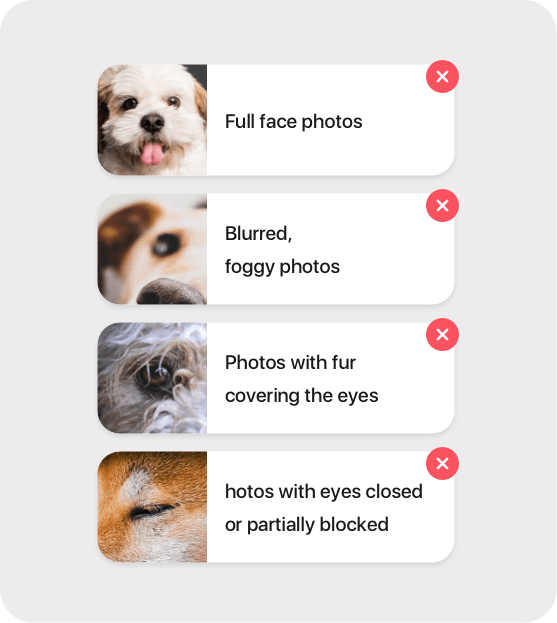 Full face photos
Blurred,
foggy photos
Photos with fur
covering the eyes
hotos with eyes closed
or partially blocked